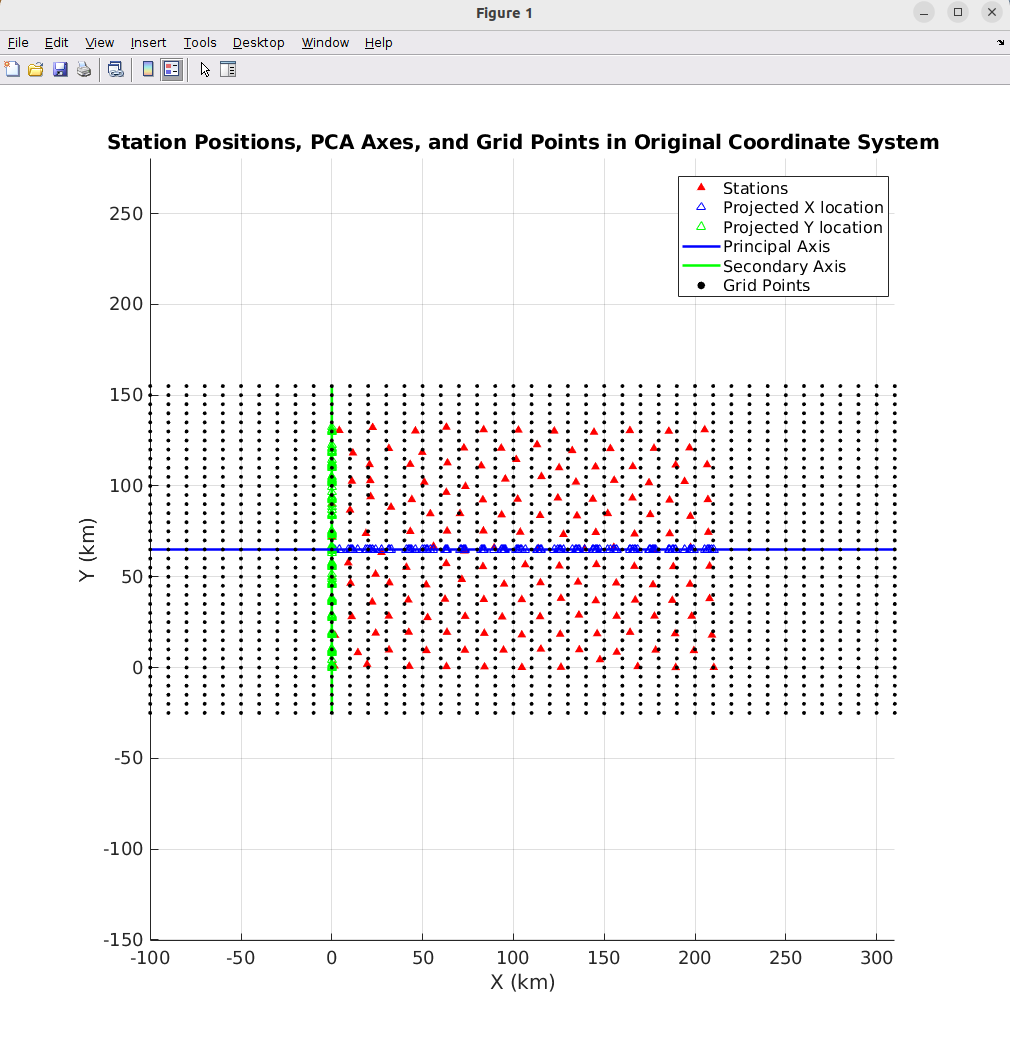 Figure 1
File Edit View Insert Tools Desktop Window Help
Station Positions, PCA Axes, and Grid Points in Original Coordinate System
Stations
Projected X location
Projected Y location
Principal Axis
Secondary Axis
Grid Points
250
200
150
100
50
0
-50
-100
-150
Y (km)
-100 -50 0 50 100 150 200 250 300
X (km)